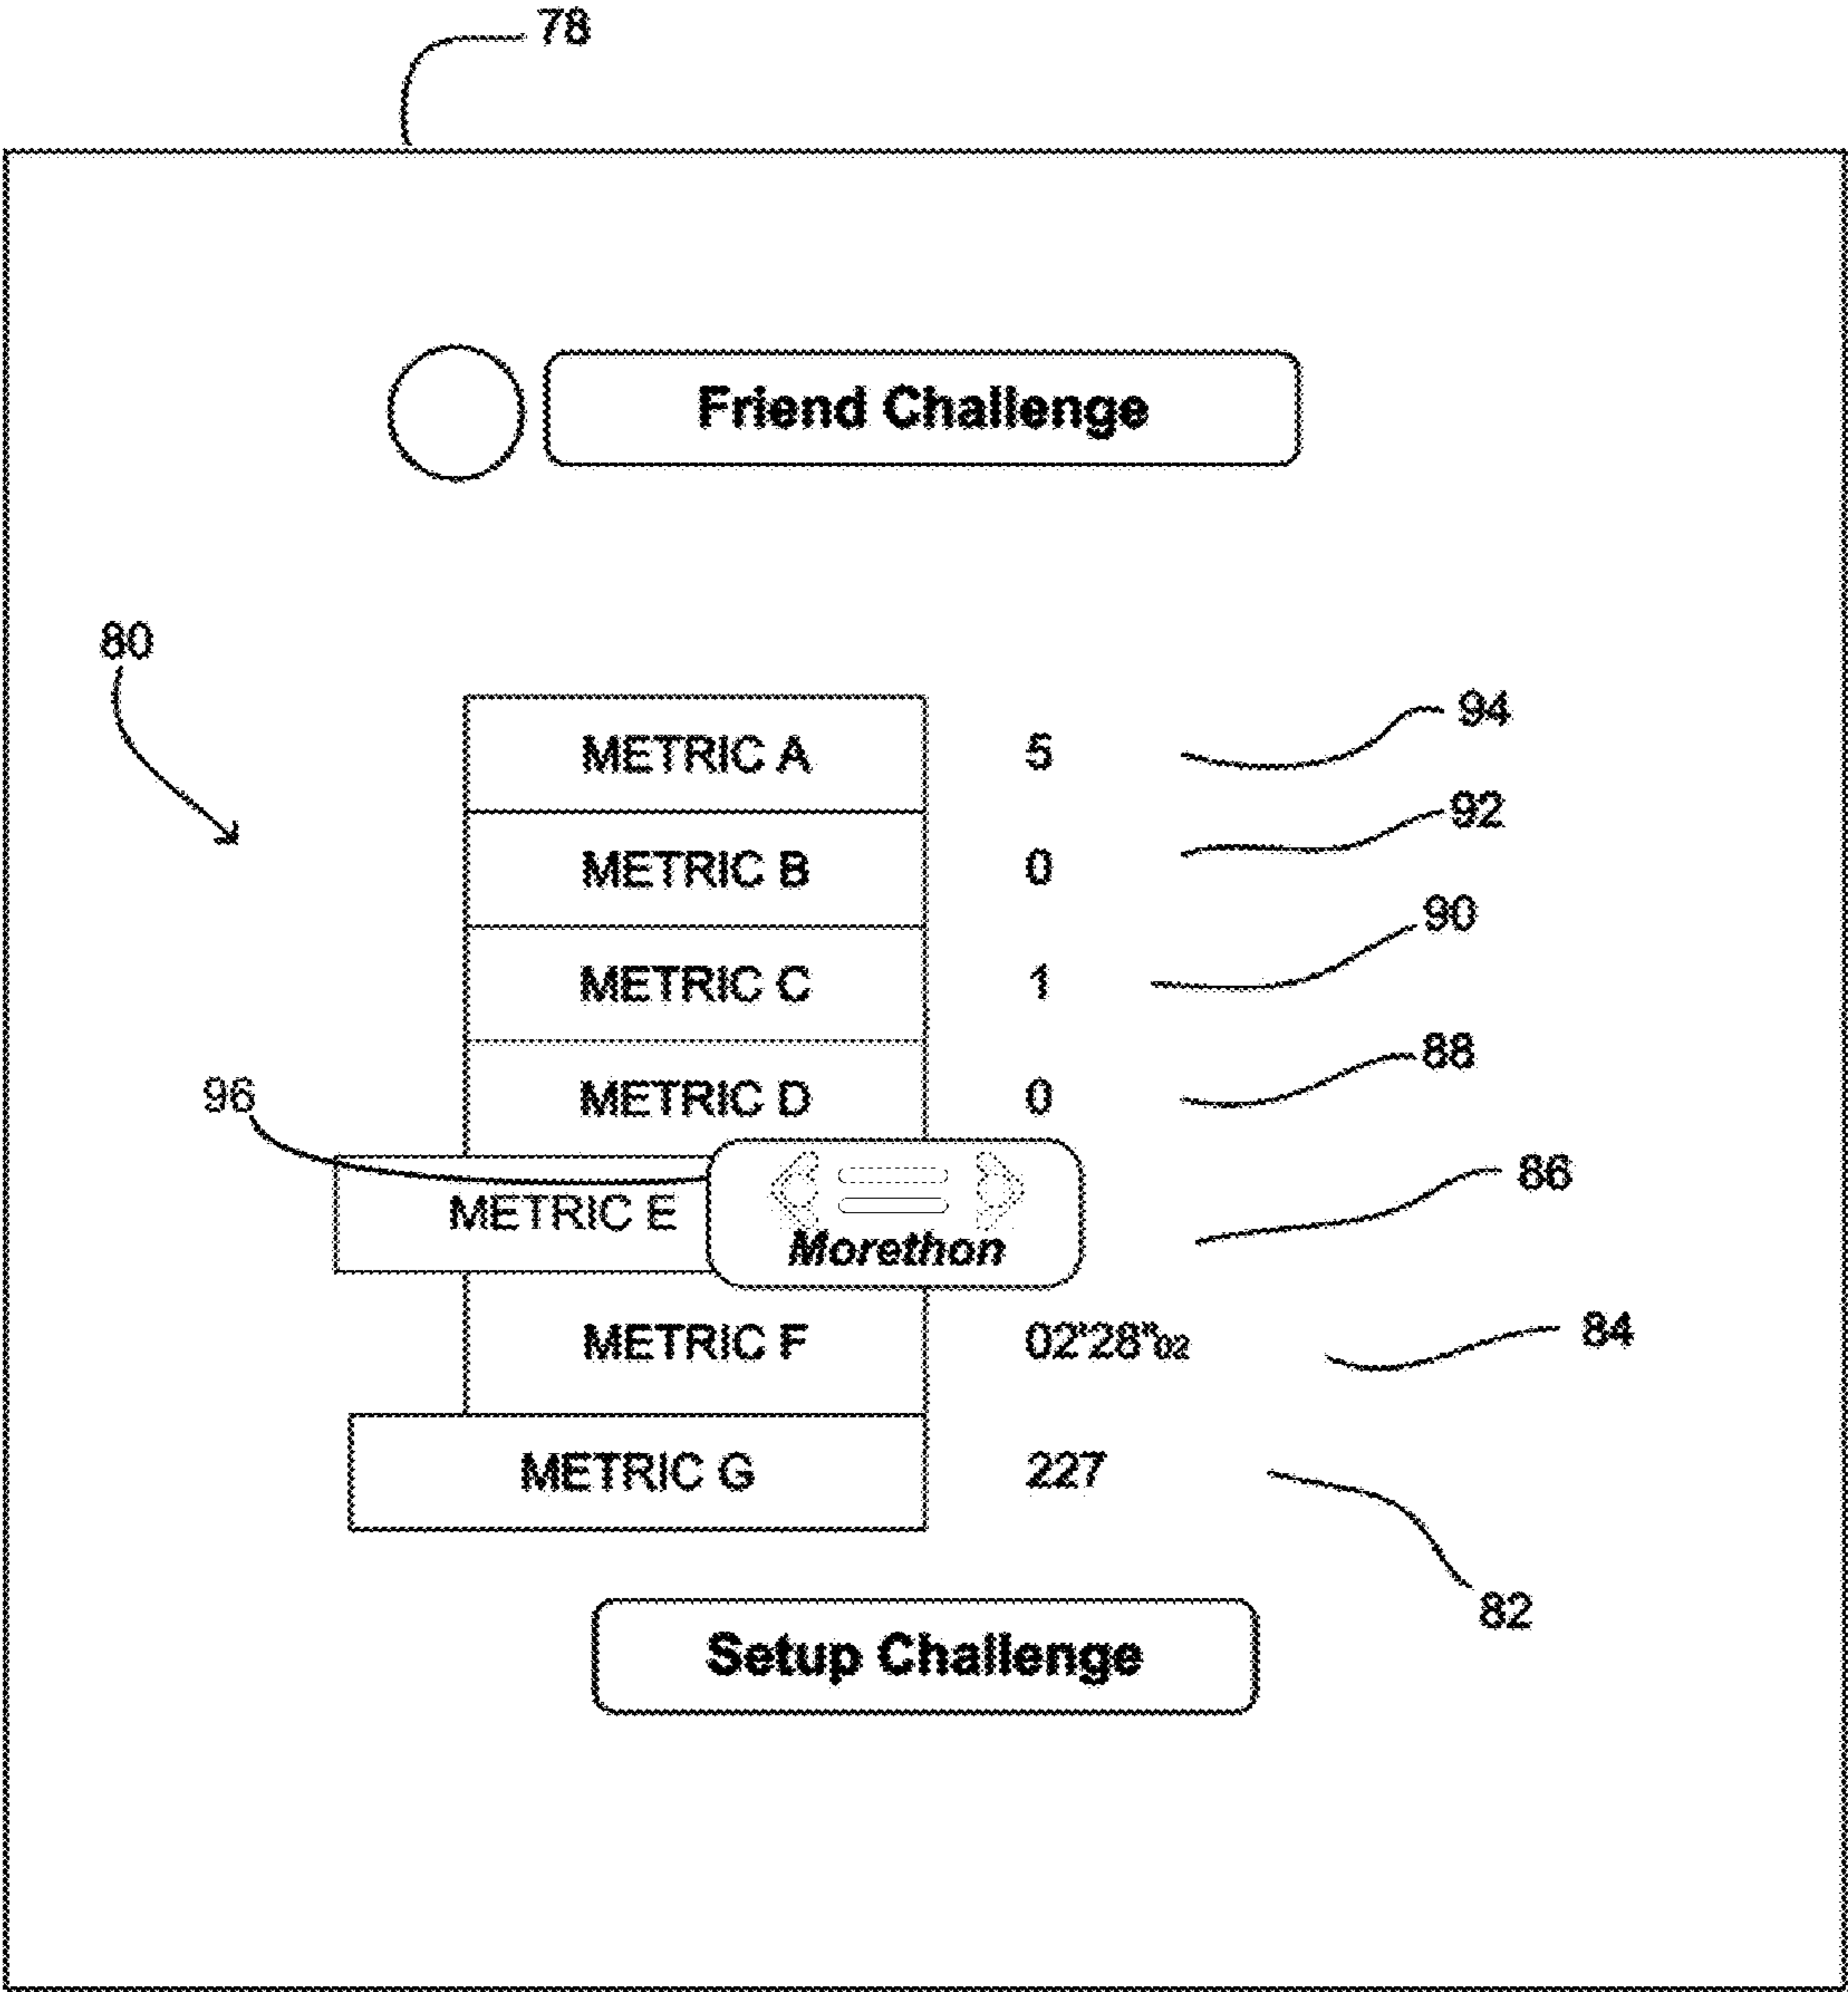 78
Friend Challenge
80
METRIC A 5 94
METRIC B 0 92
METRIC C 1 90
METRIC D 0 88
96
METRIC E 86
Morethon
METRIC F 02'28"02 84
METRIC G 227 82
Setup Challenge